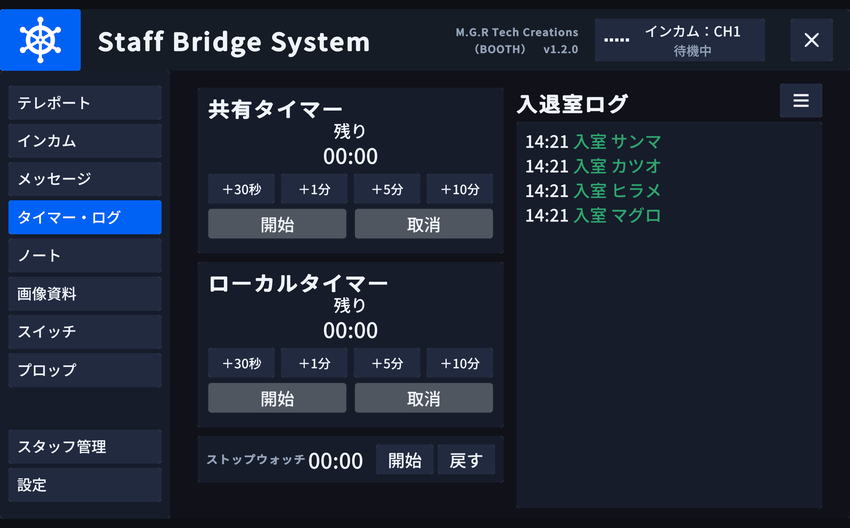 Staff Bridge System
M.G.R Tech Creations
（BOOTH） v1.2.0
インカム：CH1
待機中
テレポート
インカム
メッセージ
タイマー・ログ
ノート
画像資料
スイッチ
プロップ
スタッフ管理
設定
共有タイマー
残り
00:00
＋30秒 ＋1分 ＋5分 ＋10分
開始 取消
ローカルタイマー
残り
00:00
＋30秒 ＋1分 ＋5分 ＋10分
開始 取消
ストップウォッチ 00:00 開始 戻す
入退室ログ
14:21 入室 サンマ
14:21 入室 カツオ
14:21 入室 ヒラメ
14:21 入室 マグロ